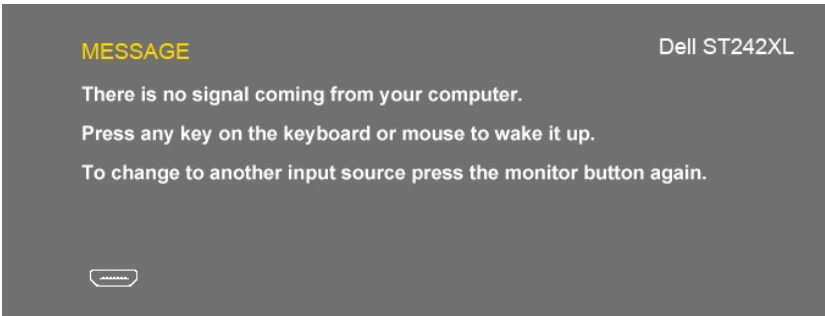 MESSAGE
Dell ST242XL
There is no signal coming from your computer.
Press any key on the keyboard or mouse to wake it up.
To change to another input source press the monitor button again.